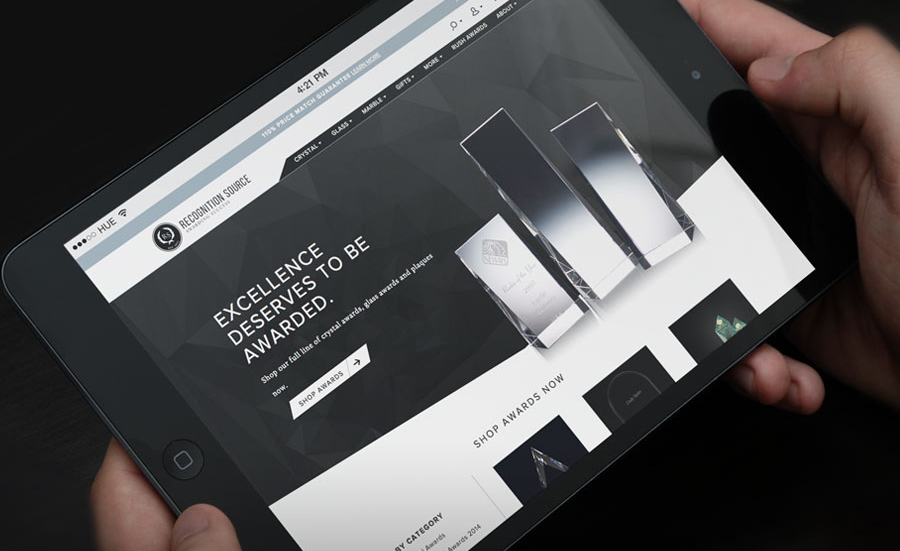 ●●●○○ HUE
4:21 PM
110% PRICE MATCH GUARANTEE LEARN MORE
RECOGNITION SOURCE
CRYSTAL
GLASS
MARBLE
GIFTS
MORE
RUSH AWARDS
ABOUT
EXCELLENCE
DESERVES TO BE
AWARDED.
Shop our full line of crystal awards, glass awards and plaques
now.
SHOP AWARDS
SHOP AWARDS NOW
BY CATEGORY
Awards
Awards 2014